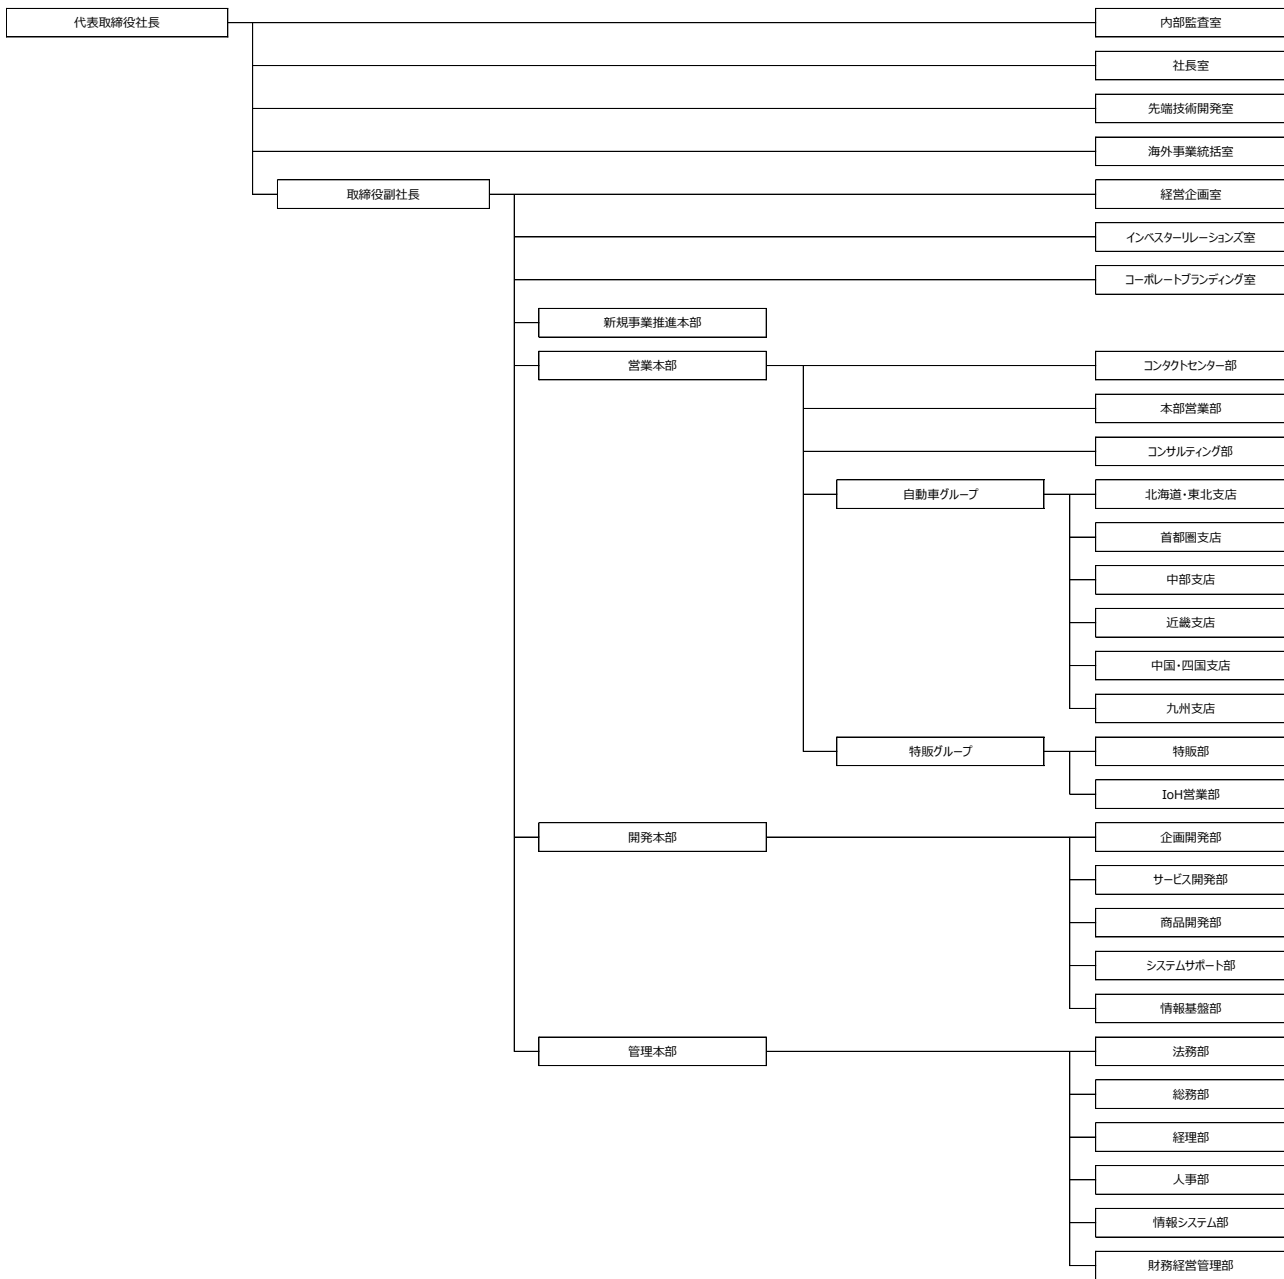 代表取締役社長
内部監査室
社長室
先端技術開発室
海外事業統括室
取締役副社長
経営企画室
インベスターリレーションズ室
コーポレートブランディング室
新規事業推進本部
営業本部
コンタクトセンター部
本部営業部
コンサルティング部
自動車グループ
北海道・東北支店
首都圏支店
中部支店
近畿支店
中国・四国支店
九州支店
特販グループ
特販部
IoH営業部
開発本部
企画開発部
サービス開発部
商品開発部
システムサポート部
情報基盤部
管理本部
法務部
総務部
経理部
人事部
情報システム部
財務経営管理部